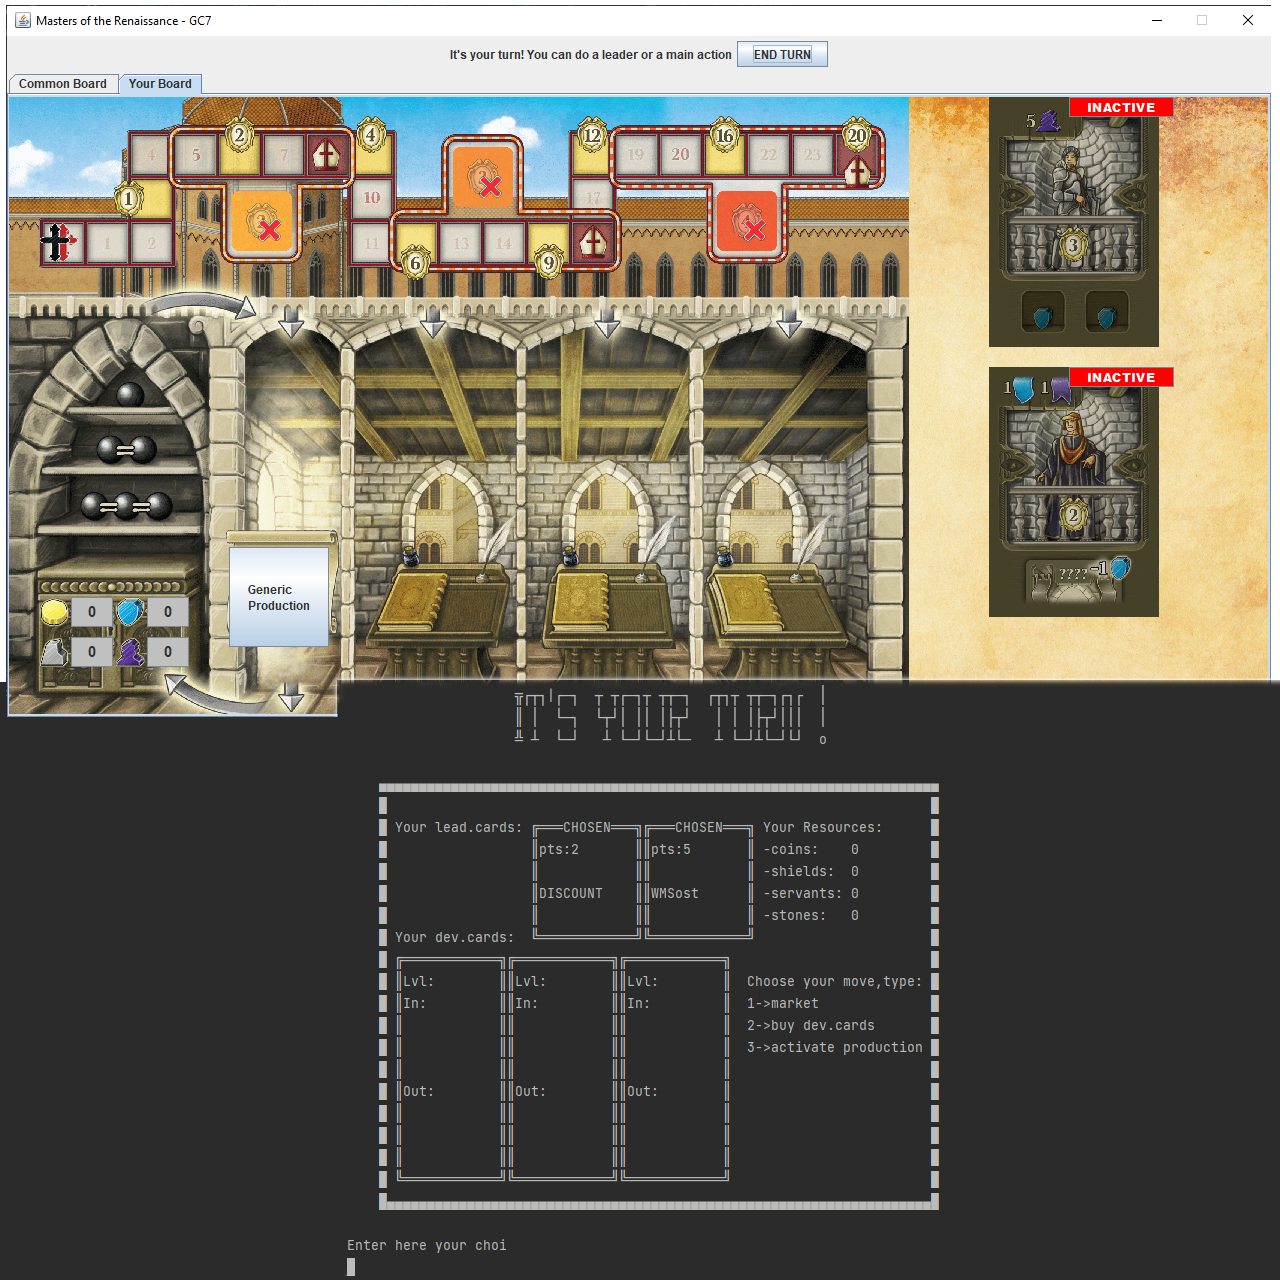 Masters of the Renaissance - GC7
It's your turn! You can do a leader or a main action END TURN
Common Board Your Board
2 4 12 16 20
4 5 7 19 20 22 23
1 3 10 17
1 2 3 11 6 13 14 9 4
5 INACTIVE
3
1 1 INACTIVE
2
???? -1
Generic
Production
0 0
0 0
IT'S YOUR TURN!
Your lead.cards: CHOSEN CHOSEN Your Resources:
pts:2 pts:5 -coins: 0
-shields: 0
DISCOUNT WMSost -servants: 0
-stones: 0
Your dev.cards:
Lvl: Lvl: Lvl: Choose your move,type:
In: In: In: 1->market
2->buy dev.cards
3->activate production
Out: Out: Out:
Enter here your choi